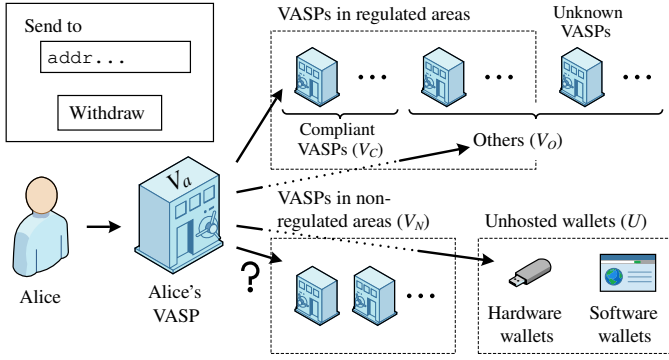 Send to
addr...
Withdraw
VASPs in regulated areas
Unknown
VASPs
...
...
...
Compliant
VASPs (V_C)
Others (V_O)
V_a
VASPs in non-
regulated areas (V_N)
Unhosted wallets (U)
?
...
Alice
Alice's
VASP
Hardware
wallets
Software
wallets